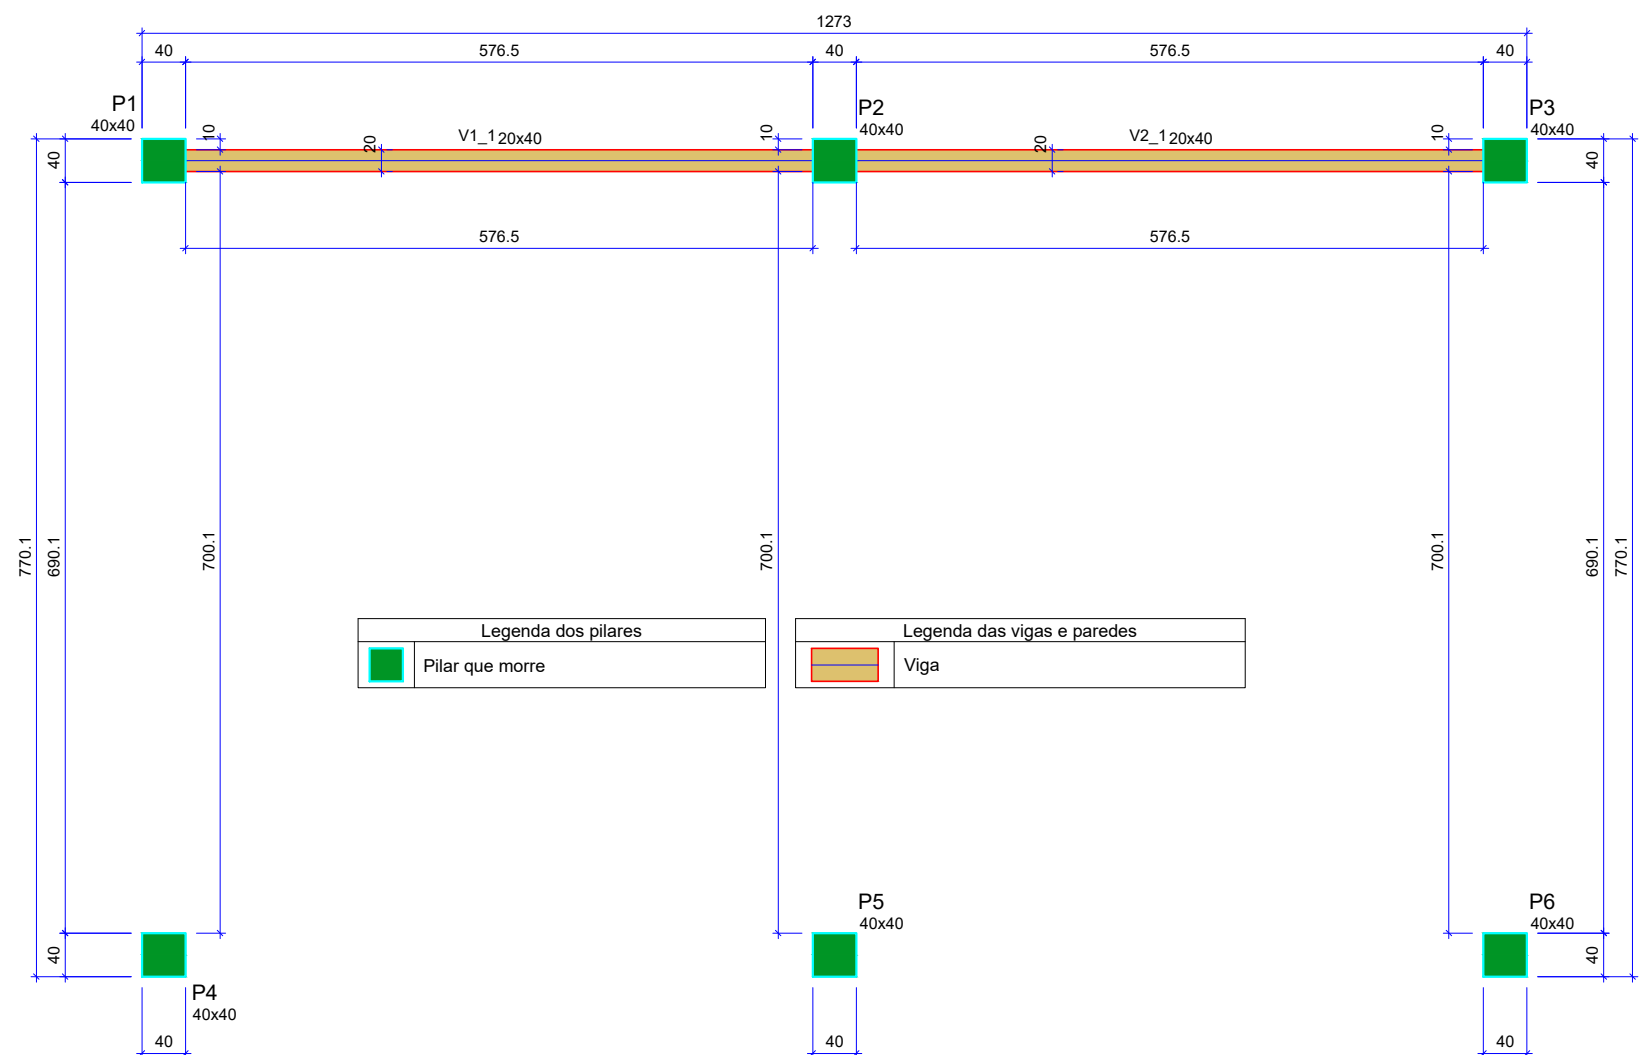 1273
40 576.5 40 576.5 40
P1
40x40
P2
40x40
P3
40x40
10
V1_1 20x40
20
10
V2_1 20x40
20
10
40
40
576.5
576.5
770.1
690.1
700.1
700.1
700.1
690.1
770.1
Legenda dos pilares
Pilar que morre
Legenda das vigas e paredes
Viga
P5
40x40
P6
40x40
40
40
P4
40x40
40
40
40